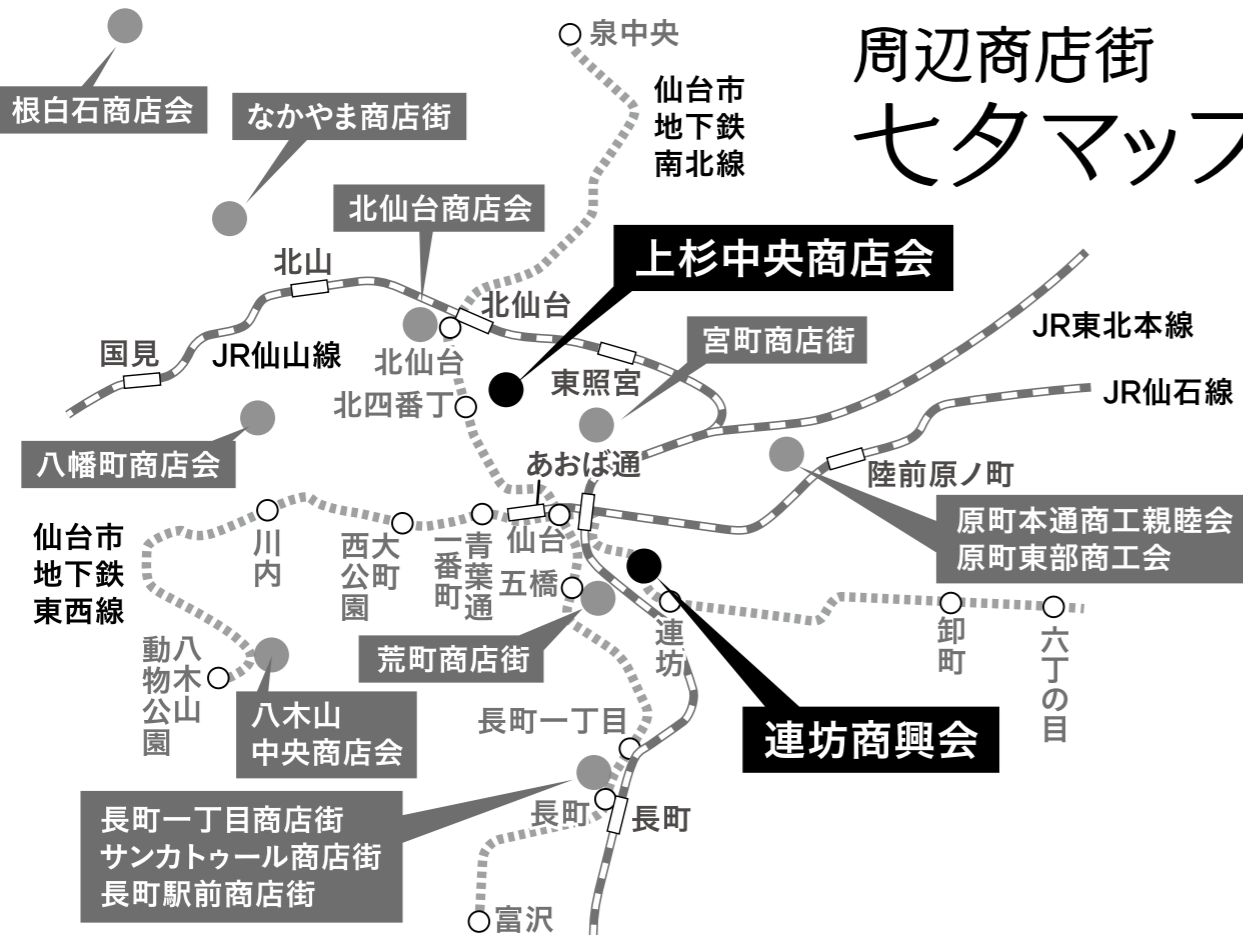 周辺商店街
七夕マップ
泉中央
仙台市
地下鉄
南北線
根白石商店会
なかやま商店街
北仙台商店会
上杉中央商店会
北山
北仙台
国見
JR仙山線
北仙台
宮町商店街
JR東北本線
東照宮
JR仙石線
北四番丁
八幡町商店会
あおば通
陸前原ノ町
原町本通商工親睦会
原町東部商工会
仙台市
地下鉄
東西線
川内
大町
西公園
青葉通
一番町
仙台
五橋
荒町商店街
連坊
卸町
六丁の目
八木山
動物公園
八木山
中央商店会
長町一丁目
連坊商興会
長町一丁目商店街
サンカトゥール商店街
長町駅前商店街
長町
長町
富沢